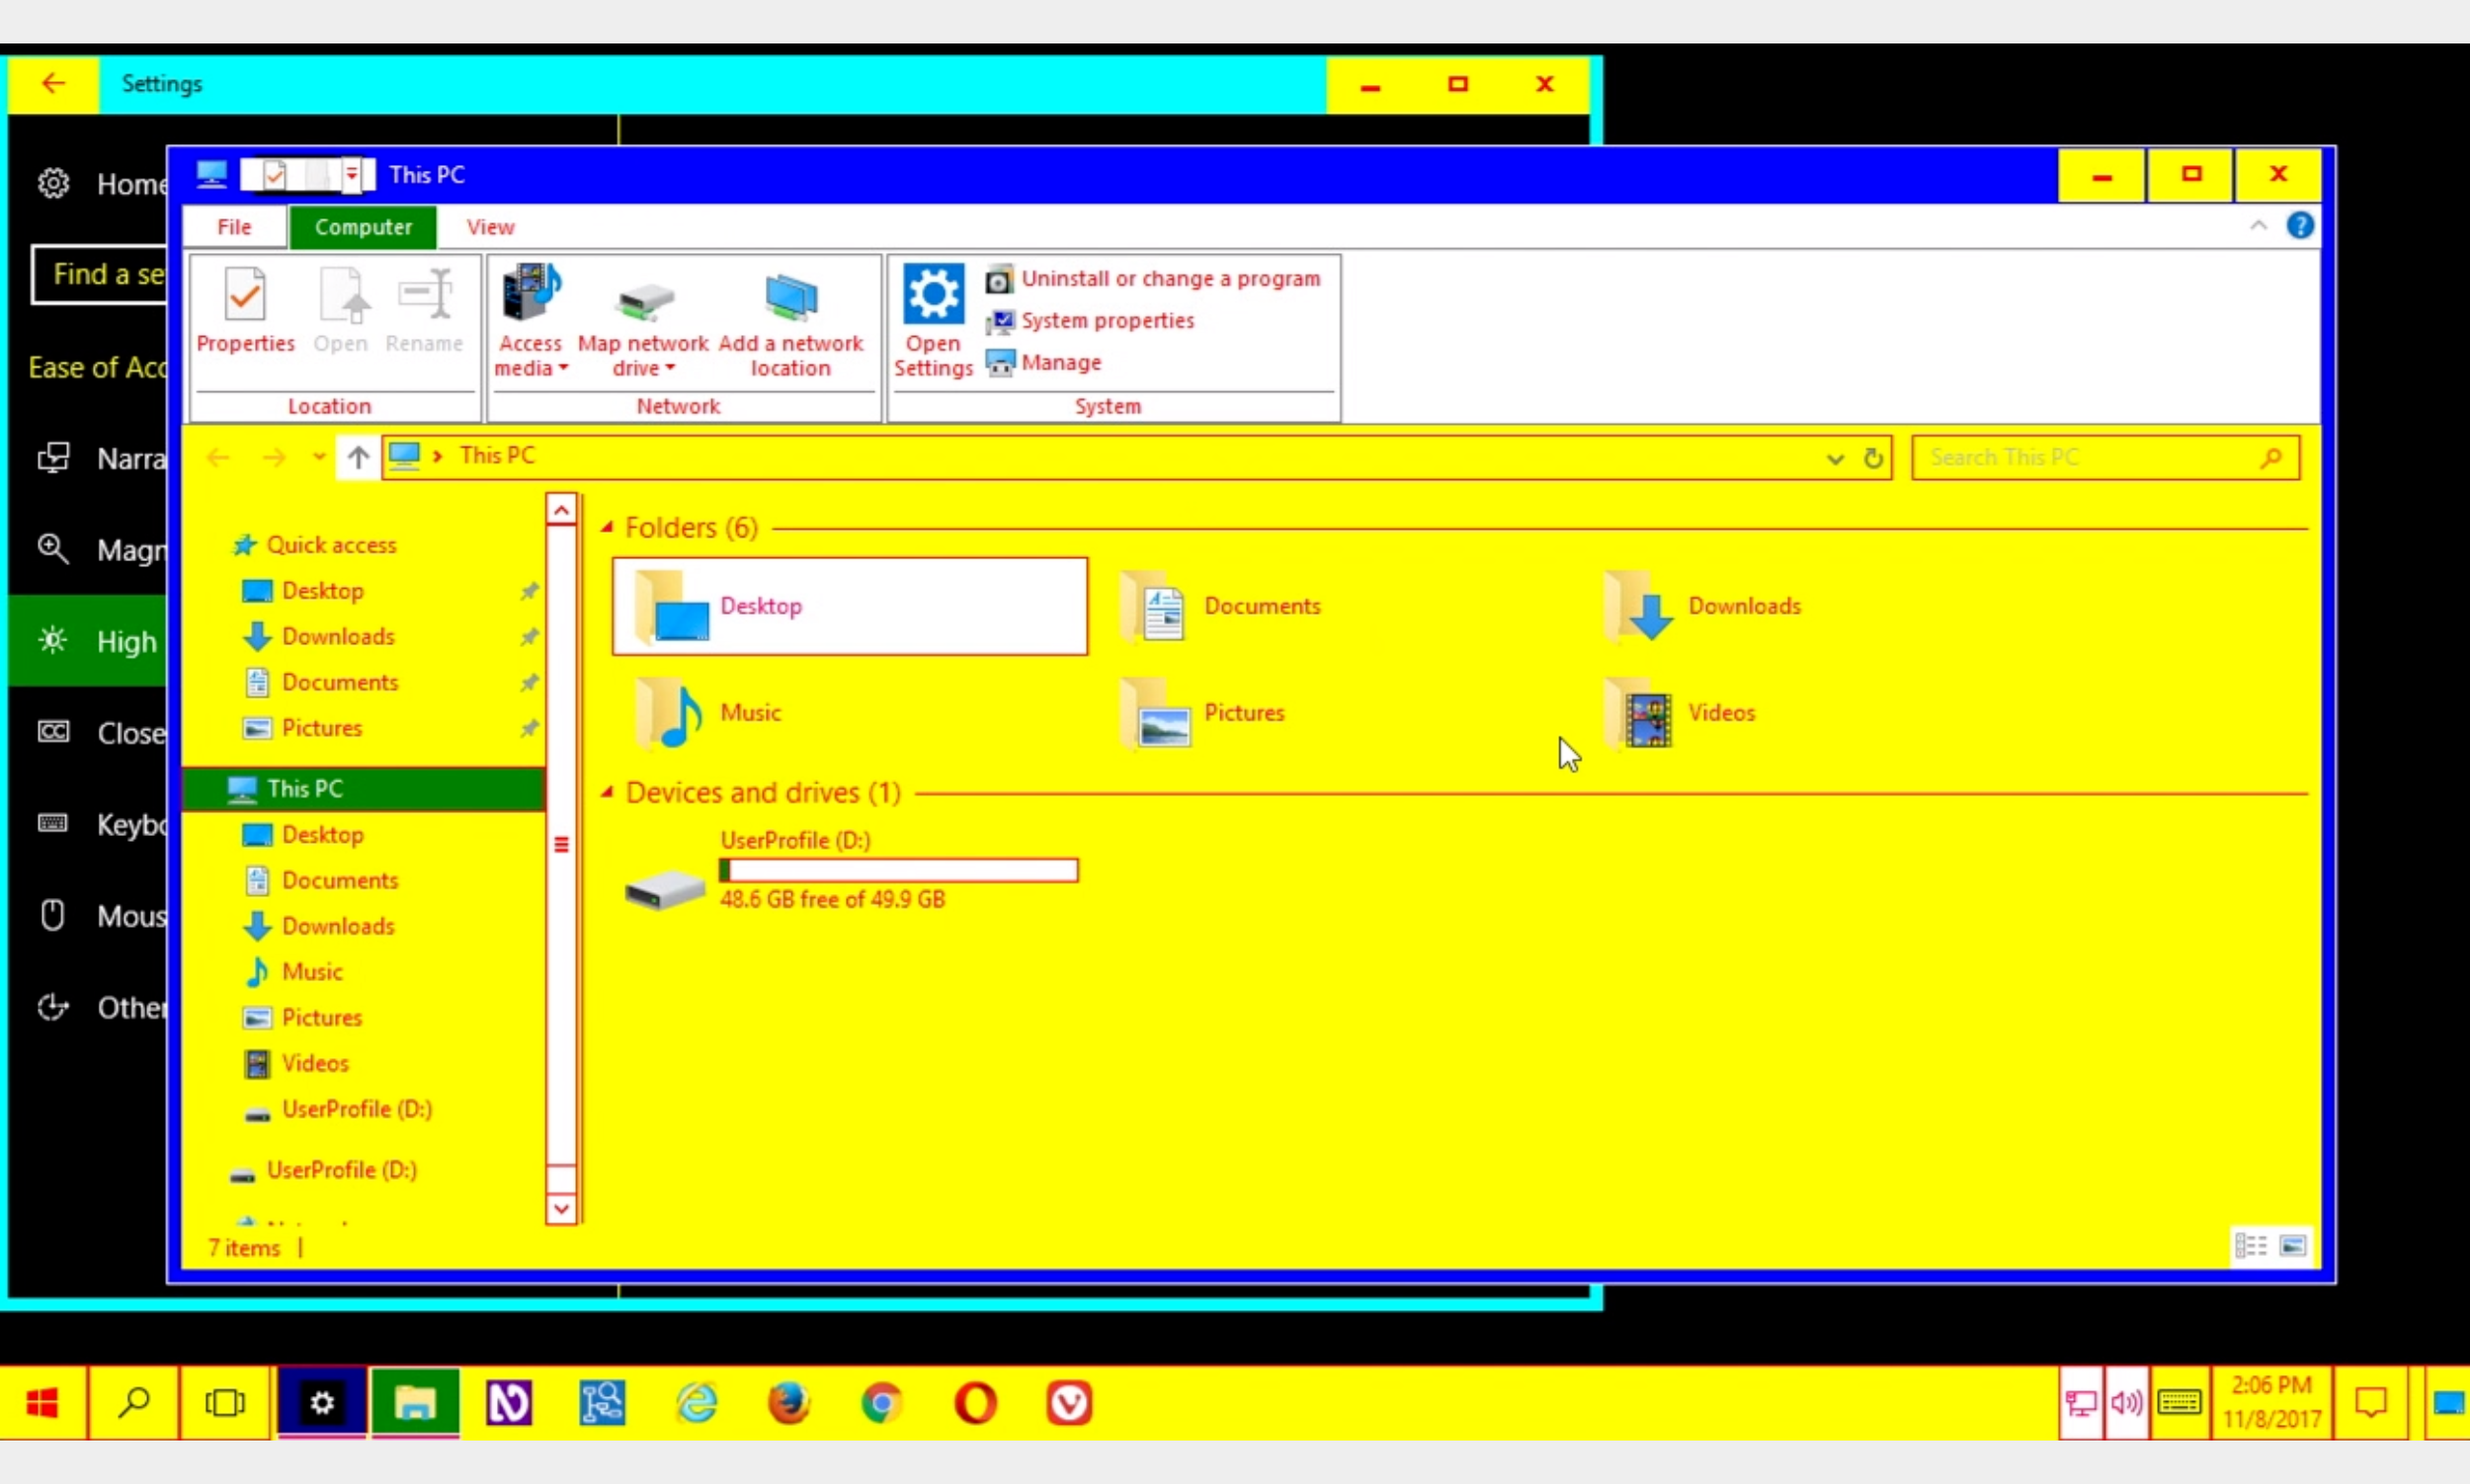 Settings
Home
Find a se
Ease of Acc
Narra
Magn
High
Close
Keybo
Mous
Other
This PC
File Computer View
Properties Open Rename
Location
Access media
Map network drive
Add a network location
Network
Open Settings
Uninstall or change a program
System properties
Manage
System
This PC
Search This PC
Quick access
Desktop
Downloads
Documents
Pictures
This PC
Desktop
Documents
Downloads
Music
Pictures
Videos
UserProfile (D:)
UserProfile (D:)
Folders (6)
Desktop Documents Downloads
Music Pictures Videos
Devices and drives (1)
UserProfile (D:)
48.6 GB free of 49.9 GB
7 items
2:06 PM
11/8/2017